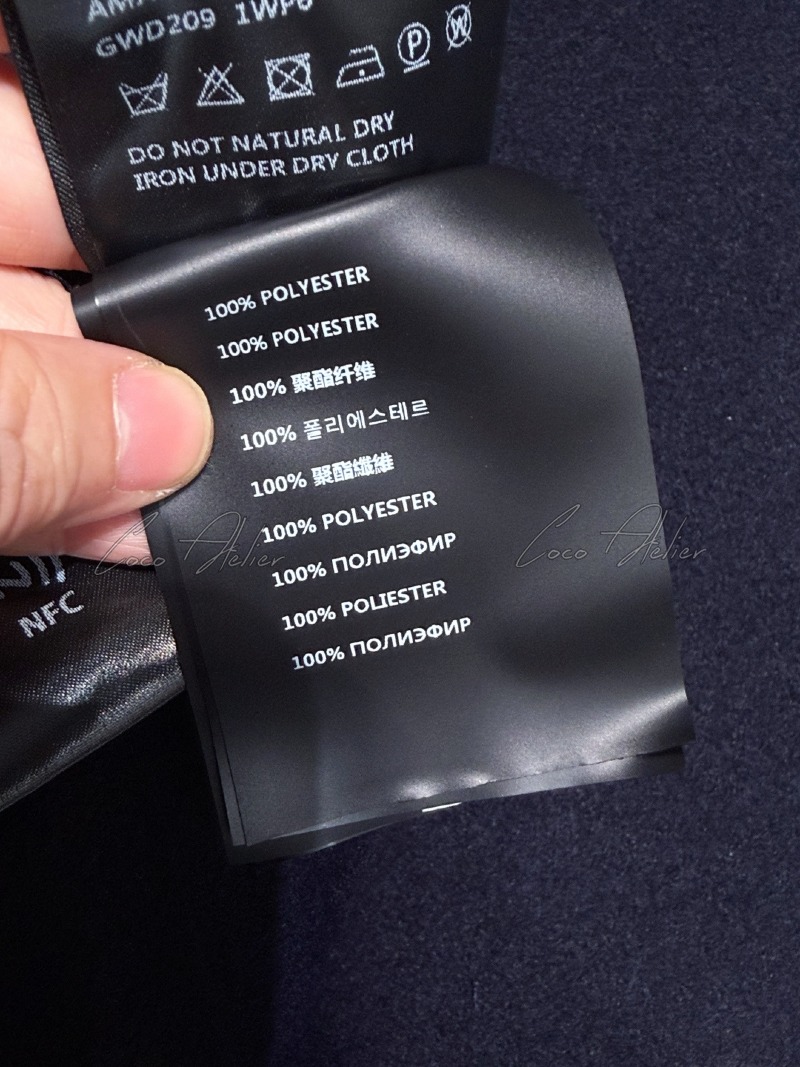 GWD209 1WP6
DO NOT NATURAL DRY
IRON UNDER DRY CLOTH
100% POLYESTER
100% POLYESTER
100% 聚酯纤维
100% 폴리에스테르
100% 聚酯纖維
100% POLYESTER
100% ПОЛИЭФИР
100% POLIESTER
100% ПОЛИЭФИР
Coco Atelier
Coco Atelier
NFC